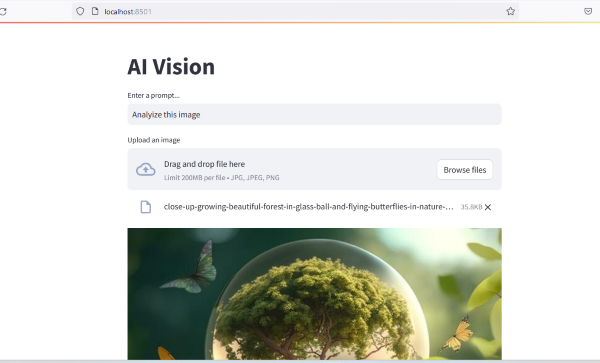 localhost:8501
AI Vision
Enter a prompt...
Analyize this image
Upload an image
Drag and drop file here
Limit 200MB per file • JPG, JPEG, PNG
Browse files
close-up-growing-beautiful-forest-in-glass-ball-and-flying-butterflies-in-nature-... 35.8KB